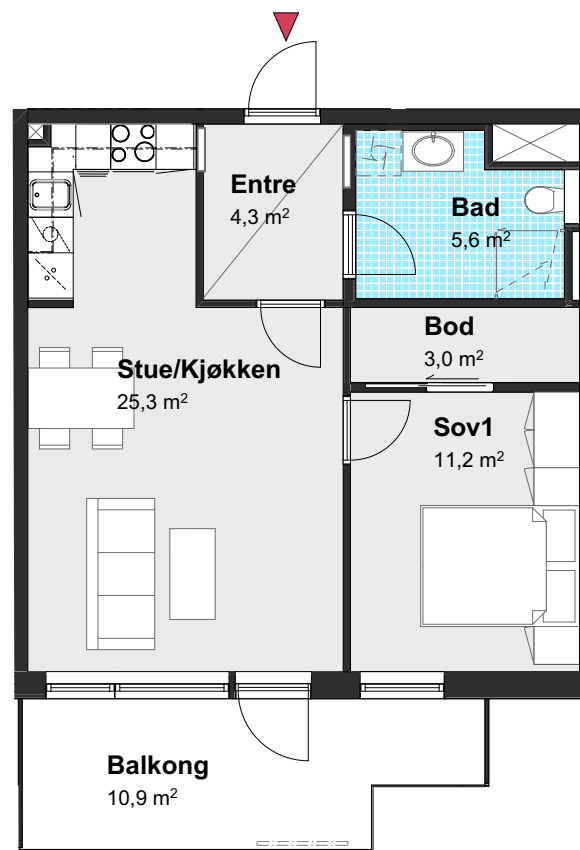 Entre
4,3 m²
Bad
5,6 m²
Bod
3,0 m²
Stue/Kjøkken
25,3 m²
Sov1
11,2 m²
Balkong
10,9 m²